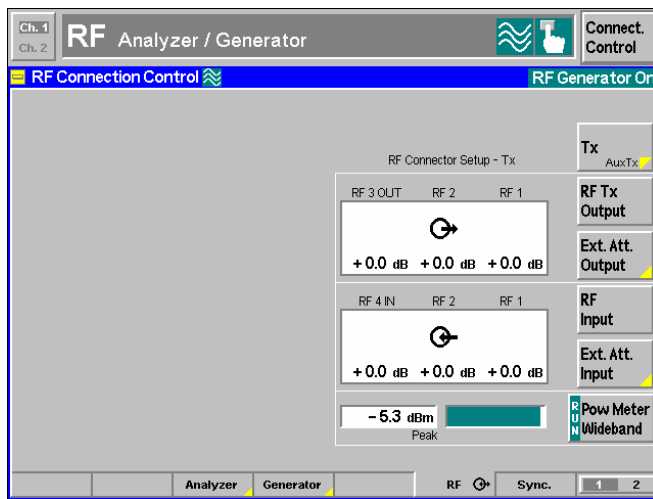 Ch. 1
Ch. 2
RF Analyzer / Generator
Connect.
Control
RF Connection Control
RF Generator On
RF Connector Setup - Tx
Tx
AuxTx
RF 3 OUT RF 2 RF 1
+ 0.0 dB + 0.0 dB + 0.0 dB
RF Tx
Output
Ext. Att.
Output
RF 4 IN RF 2 RF 1
+ 0.0 dB + 0.0 dB + 0.0 dB
RF
Input
Ext. Att.
Input
- 5.3 dBm
Peak
RUN
Pow Meter
Wideband
Analyzer Generator RF Sync. 1 2